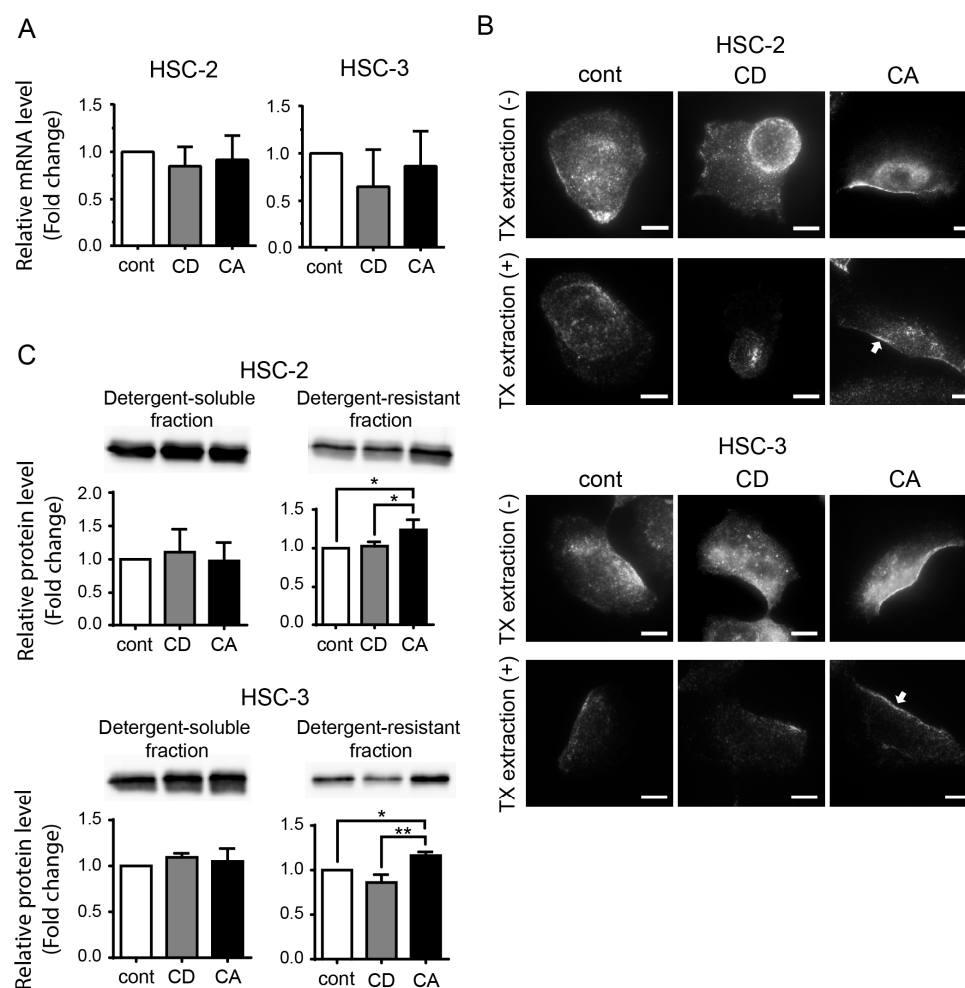 A
HSC-2
HSC-3
Relative mRNA level
(Fold change)
1.5
1.0
0.5
0.0
cont CD CA
1.5
1.0
0.5
0.0
cont CD CA
B
HSC-2
cont CD CA
TX extraction (-)
TX extraction (+)
HSC-3
cont CD CA
TX extraction (-)
TX extraction (+)
C
HSC-2
Detergent-soluble
fraction
Detergent-resistant
fraction
Relative protein level
(Fold change)
2.0
1.5
1.0
0.5
0.0
cont CD CA
1.5
1.0
0.5
0.0
*
*
cont CD CA
HSC-3
Detergent-soluble
fraction
Detergent-resistant
fraction
Relative protein level
(Fold change)
1.5
1.0
0.5
0.0
cont CD CA
1.5
1.0
0.5
0.0
*
**
cont CD CA